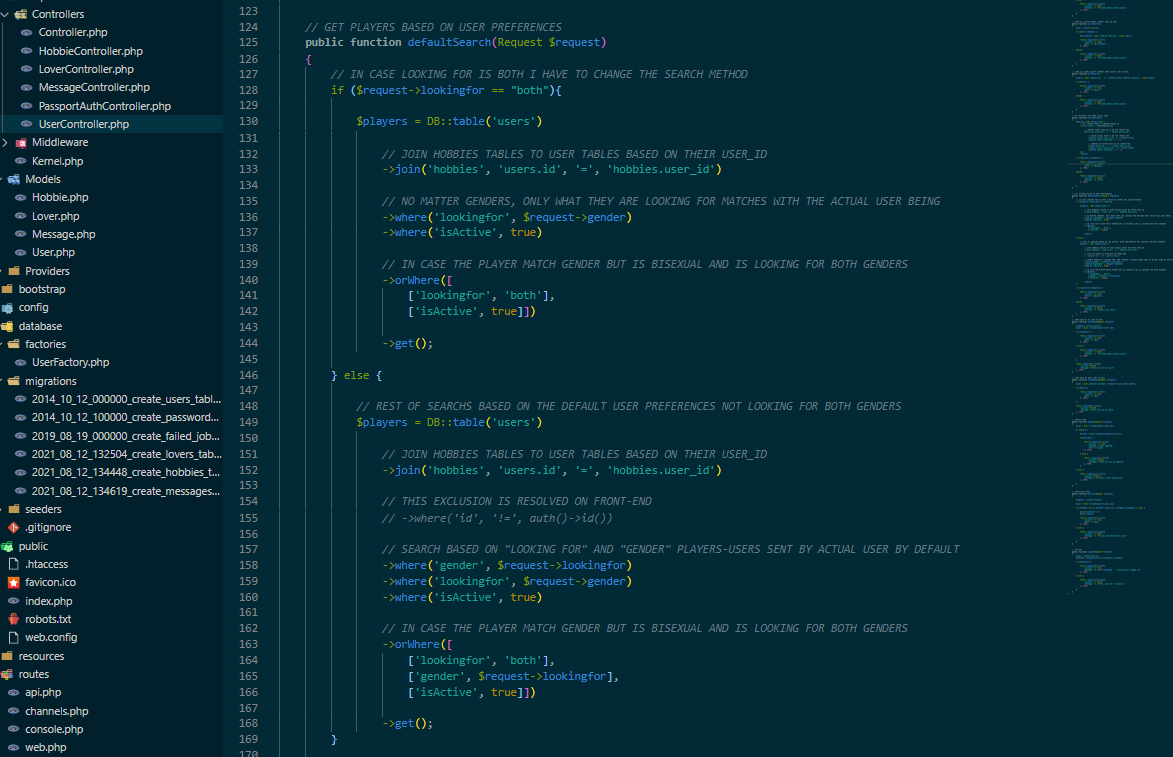 Controllers
Controller.php
HobbieController.php
LoverController.php
MessageController.php
PassportAuthController.php
UserController.php
Middleware
Kernel.php
Models
Hobbie.php
Lover.php
Message.php
User.php
Providers
bootstrap
config
database
factories
UserFactory.php
migrations
2014_10_12_000000_create_users_tabl...
2014_10_12_100000_create_password...
2019_08_19_000000_create_failed_job...
2021_08_12_132504_create_lovers_tab...
2021_08_12_134448_create_hobbies_t...
2021_08_12_134619_create_messages...
seeders
.gitignore
public
.htaccess
favicon.ico
index.php
robots.txt
web.config
resources
routes
api.php
channels.php
console.php
web.php
123
124 // GET PLAYERS BASED ON USER PREFERENCES
125 public function defaultSearch(Request $request)
126 {
127 // IN CASE LOOKING FOR IS BOTH I HAVE TO CHANGE THE SEARCH METHOD
128 if ($request->lookingfor == "both"){
129
130 $players = DB::table('users')
131
132 // JOIN HOBBIES TABLES TO USER TABLES BASED ON THEIR USER_ID
133 ->join('hobbies', 'users.id', '=', 'hobbies.user_id')
134
135 // NO MATTER GENDERS, ONLY WHAT THEY ARE LOOKING FOR MATCHES WITH THE ACTUAL USER BEING
136 ->where('lookingfor', $request->gender)
137 ->where('isActive', true)
138
139 // IN CASE THE PLAYER MATCH GENDER BUT IS BISEXUAL AND IS LOOKING FOR BOTH GENDERS
140 ->orWhere([
141 ['lookingfor', 'both'],
142 ['isActive', true]])
143
144 ->get();
145
146 } else {
147
148 // REST OF SEARCHS BASED ON THE DEFAULT USER PREFERENCES NOT LOOKING FOR BOTH GENDERS
149 $players = DB::table('users')
150
151 // JOIN HOBBIES TABLES TO USER TABLES BASED ON THEIR USER_ID
152 ->join('hobbies', 'users.id', '=', 'hobbies.user_id')
153
154 // THIS EXCLUSION IS RESOLVED ON FRONT-END
155 // ->where('id', '!=', auth()->id())
156
157 // SEARCH BASED ON "LOOKING FOR" AND "GENDER" PLAYERS-USERS SENT BY ACTUAL USER BY DEFAULT
158 ->where('gender', $request->lookingfor)
159 ->where('lookingfor', $request->gender)
160 ->where('isActive', true)
161
162 // IN CASE THE PLAYER MATCH GENDER BUT IS BISEXUAL AND IS LOOKING FOR BOTH GENDERS
163 ->orWhere([
164 ['lookingfor', 'both'],
165 ['gender', $request->lookingfor],
166 ['isActive', true]])
167
168 ->get();
169 }
170